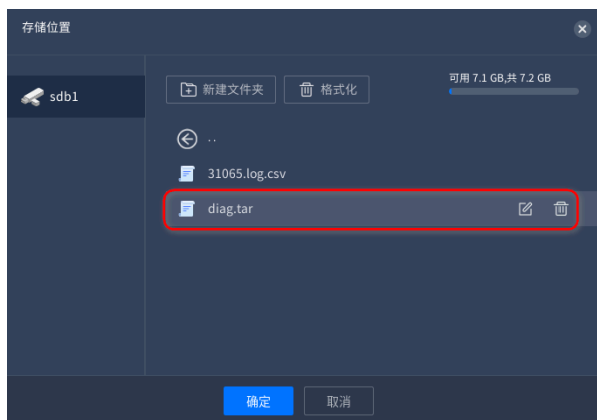 存储位置
sdb1
新建文件夹 格式化 可用 7.1 GB,共 7.2 GB
..
31065.log.csv
diag.tar
确定 取消